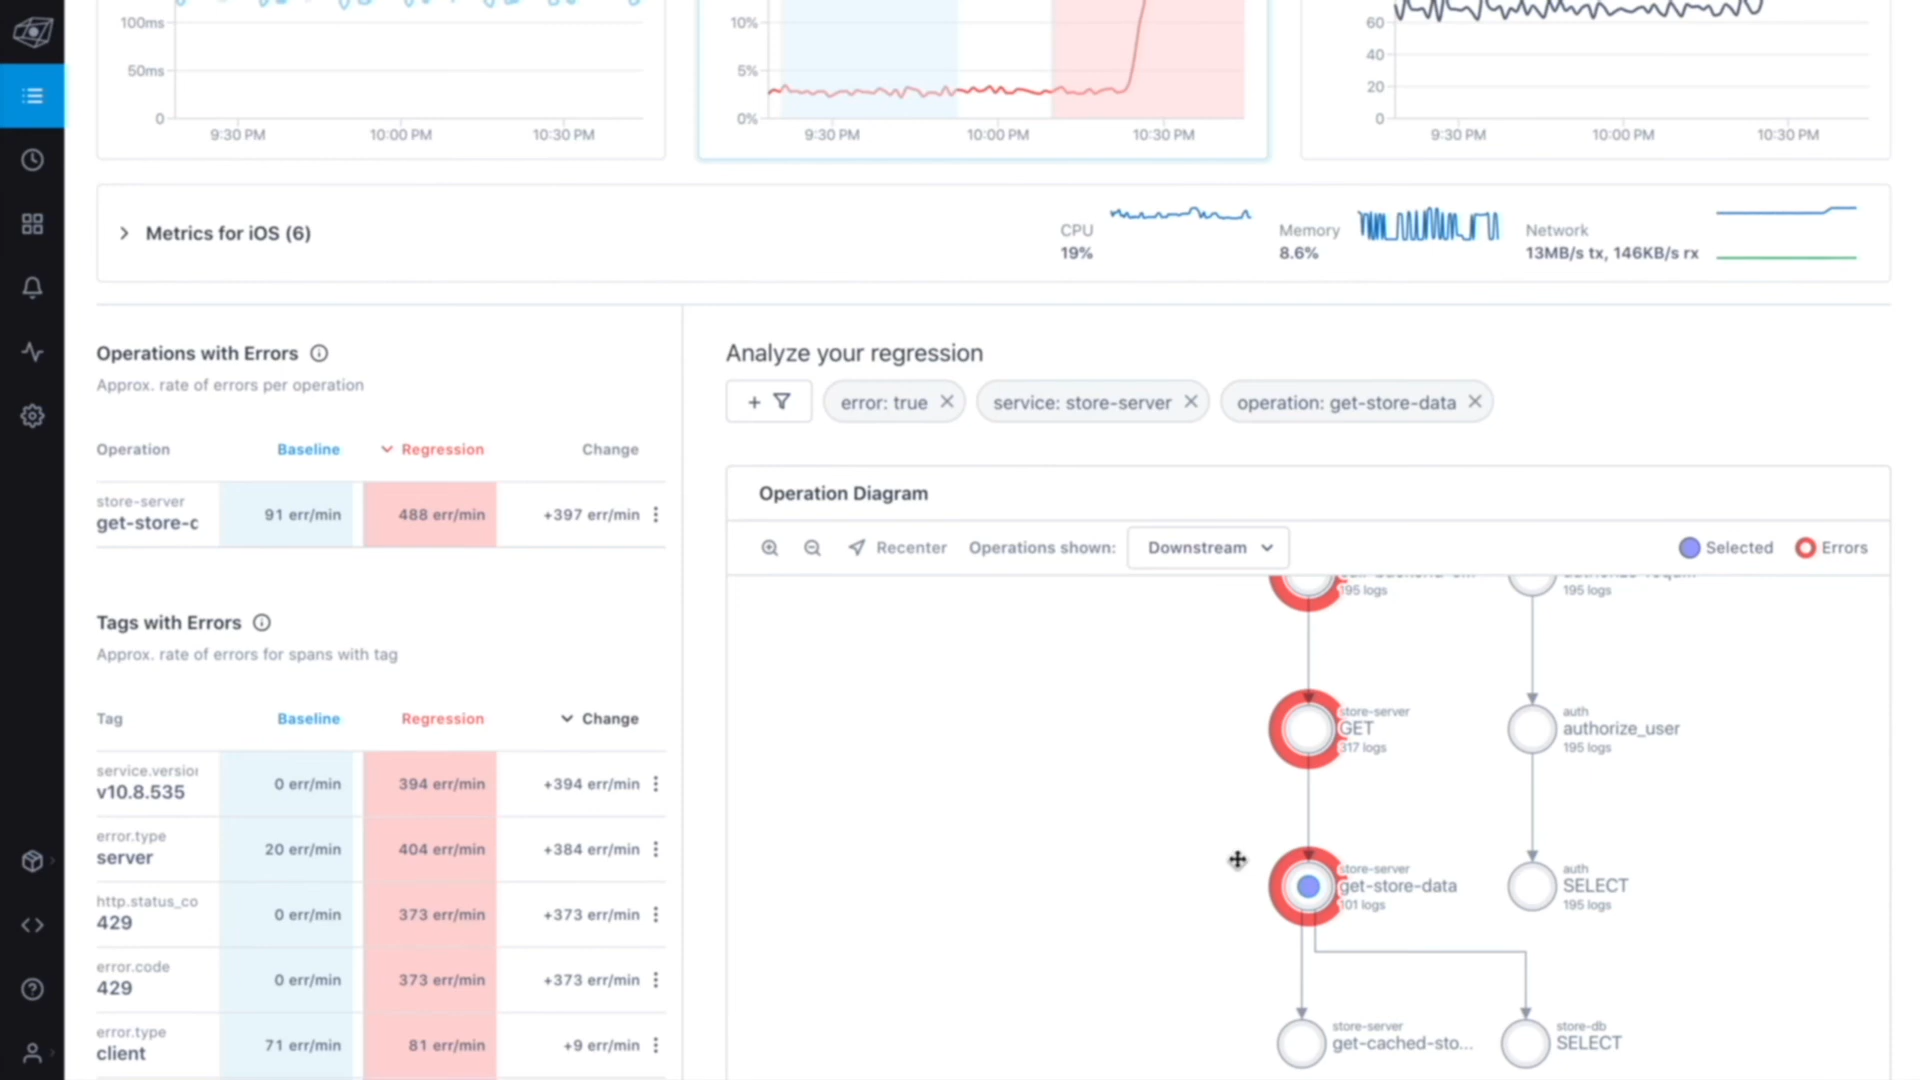 100ms
50ms
0
9:30 PM 10:00 PM 10:30 PM
10%
5%
0%
9:30 PM 10:00 PM 10:30 PM
60
40
20
0
9:30 PM 10:00 PM 10:30 PM
Metrics for iOS (6)
CPU
19%
Memory
8.6%
Network
13MB/s tx, 146KB/s rx
Operations with Errors
Approx. rate of errors per operation
Operation Baseline Regression Change
store-server
get-store-c 91 err/min 488 err/min +397 err/min
Tags with Errors
Approx. rate of errors for spans with tag
Tag Baseline Regression Change
service.version
v10.8.535 0 err/min 394 err/min +394 err/min
error.type
server 20 err/min 404 err/min +384 err/min
http.status_co
429 0 err/min 373 err/min +373 err/min
error.code
429 0 err/min 373 err/min +373 err/min
error.type
client 71 err/min 81 err/min +9 err/min
Analyze your regression
+ error: true × service: store-server × operation: get-store-data ×
Operation Diagram
Recenter Operations shown: Downstream Selected Errors
195 logs
195 logs
store-server
GET
317 logs
auth
authorize_user
195 logs
store-server
get-store-data
101 logs
auth
SELECT
195 logs
store-server
get-cached-sto...
store-db
SELECT